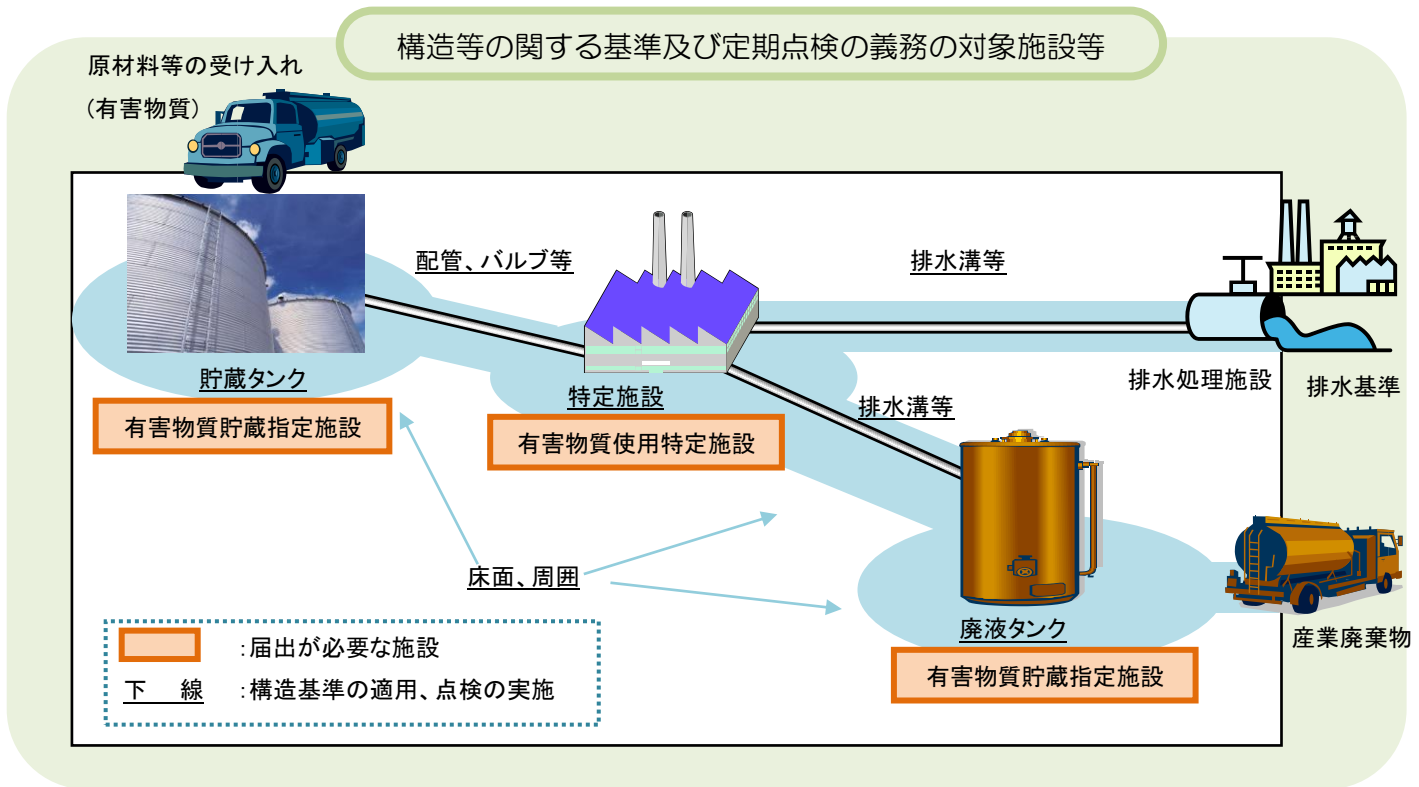 構造等の関する基準及び定期点検の義務の対象施設等
原材料等の受け入れ
(有害物質)
配管、バルブ等
排水溝等
貯蔵タンク
有害物質貯蔵指定施設
特定施設
有害物質使用特定施設
排水溝等
排水処理施設
排水基準
床面、周囲
廃液タンク
有害物質貯蔵指定施設
産業廃棄物
:届出が必要な施設
下 線 :構造基準の適用、点検の実施